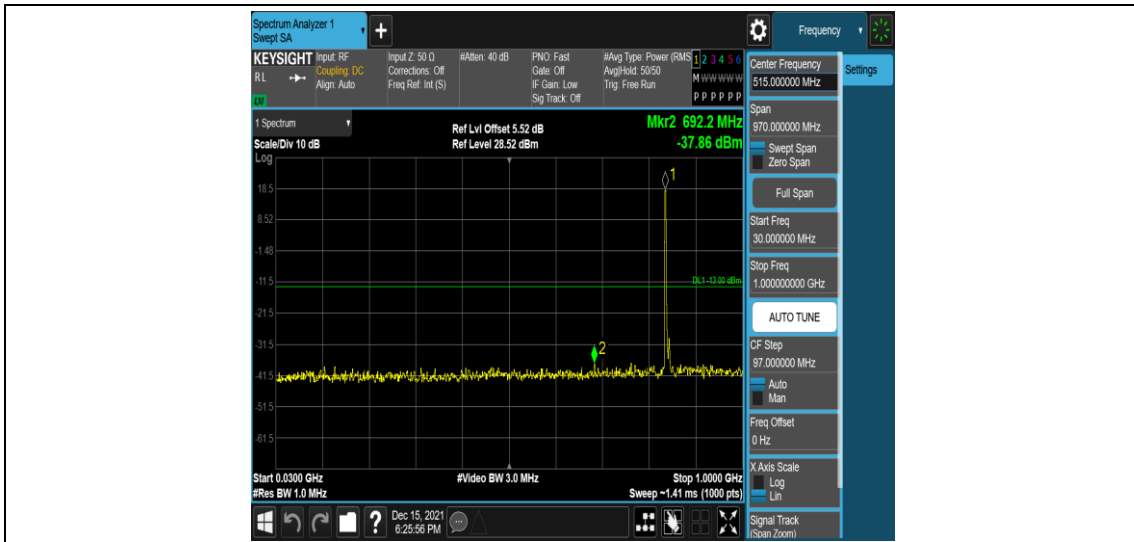 Spectrum Analyzer 1
Swept SA
+
Frequency
KEYSIGHT
RL
LXI
Input: RF
Coupling: DC
Align: Auto
Input Z: 50 Ω
Corrections: Off
Freq Ref: Int (S)
#Atten: 40 dB
PNO: Fast
Gate: Off
IF Gain: Low
Sig Track: Off
#Avg Type: Power (RMS
Avg|Hold: 50/50
Trig: Free Run
1 2 3 4 5 6
M W W W W W
P P P P P P
1 Spectrum
Scale/Div 10 dB
Ref Lvl Offset 5.52 dB
Ref Level 28.52 dBm
Mkr2 692.2 MHz
-37.86 dBm
Log
18.5
8.52
-1.48
-11.5
-21.5
-31.5
-41.5
-51.5
-61.5
1
DL1 -13.00 dBm
2
Start 0.0300 GHz
#Res BW 1.0 MHz
#Video BW 3.0 MHz
Stop 1.0000 GHz
Sweep ~1.41 ms (1000 pts)
Center Frequency
515.000000 MHz
Settings
Span
970.000000 MHz
Swept Span
Zero Span
Full Span
Start Freq
30.000000 MHz
Stop Freq
1.000000000 GHz
AUTO TUNE
CF Step
97.000000 MHz
Auto
Man
Freq Offset
0 Hz
X Axis Scale
Log
Lin
Signal Track
(Span Zoom)
?
Dec 15, 2021
6:25:56 PM